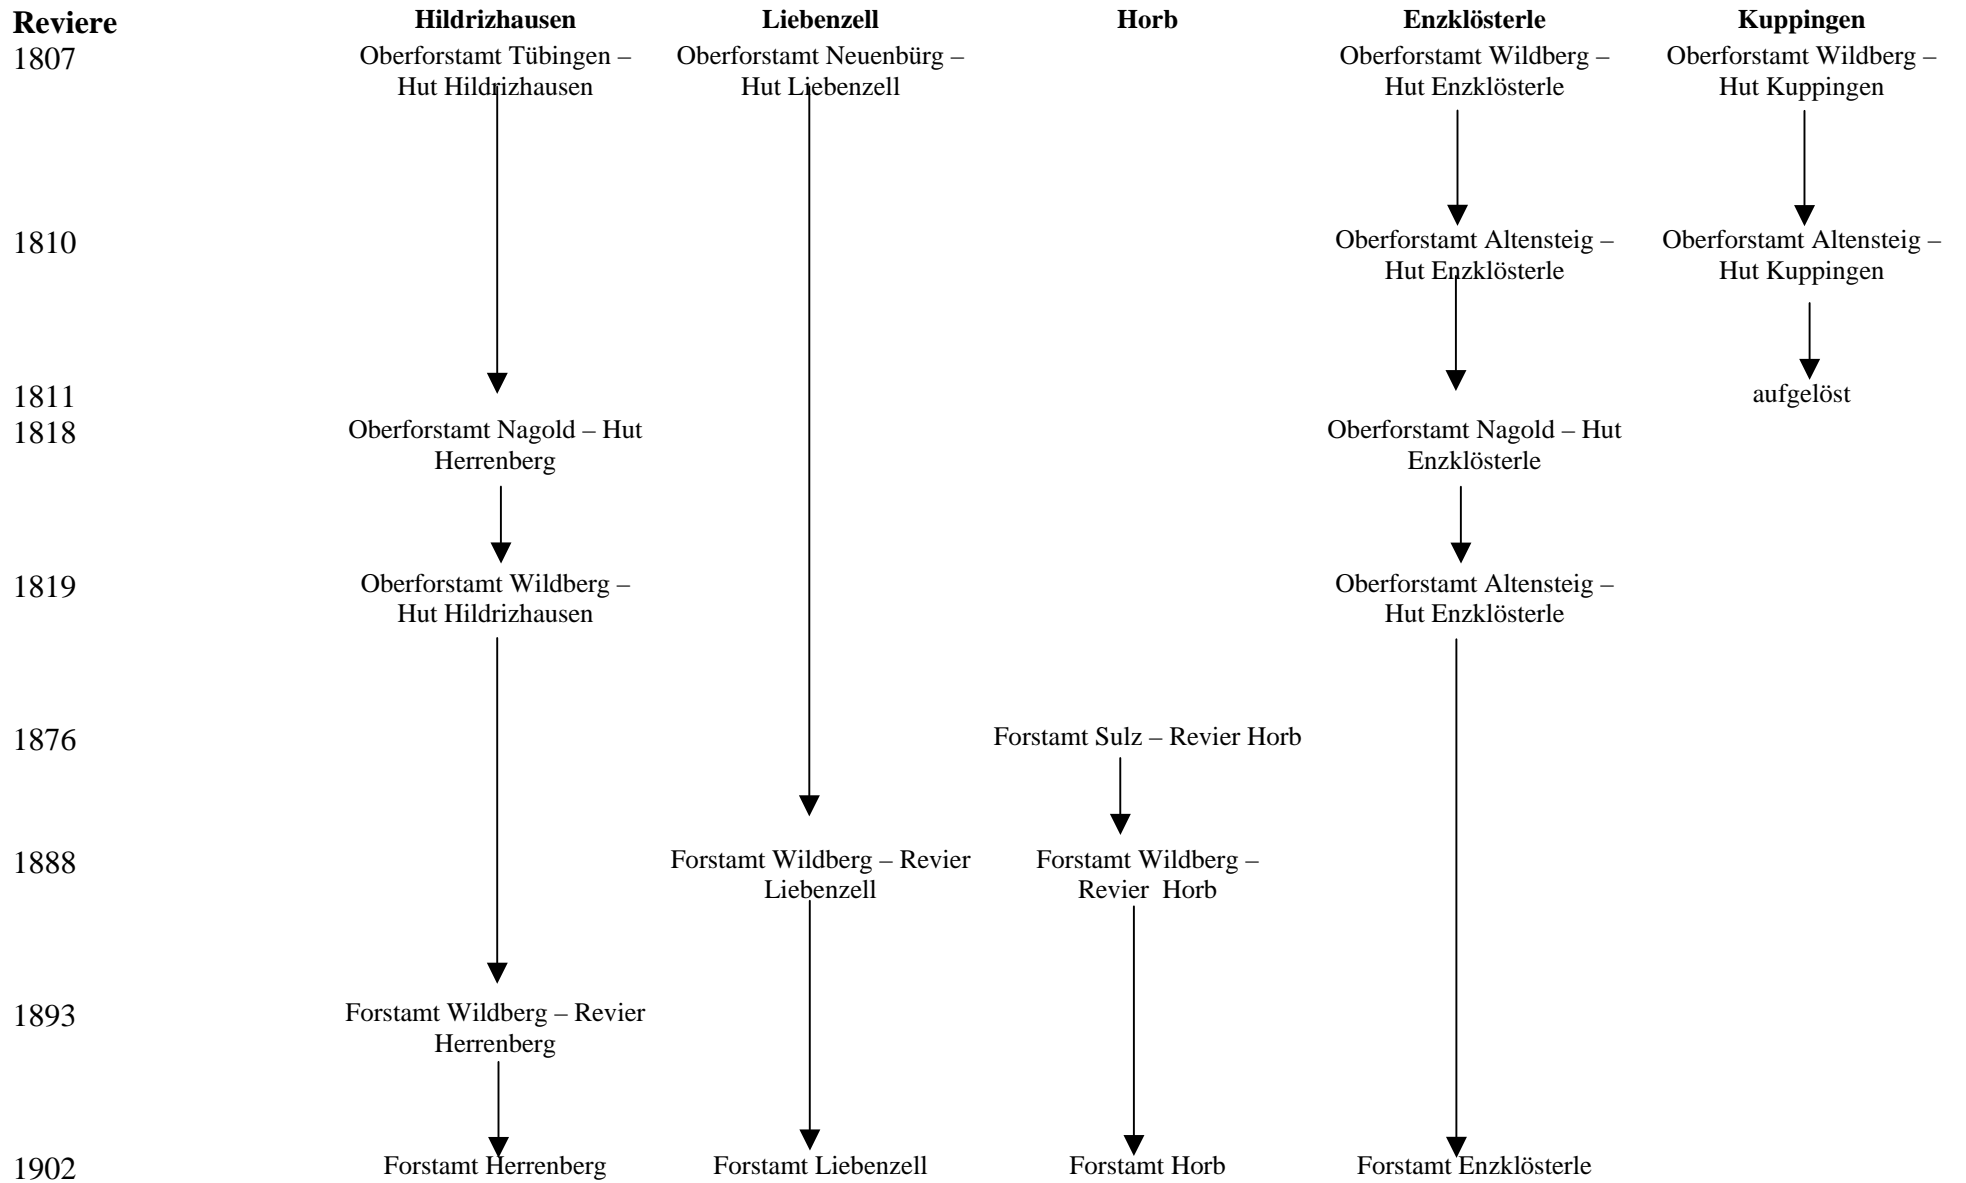 Reviere Hildrizhausen Liebenzell Horb Enzklösterle Kuppingen
1807 Oberforstamt Tübingen – Oberforstamt Neuenbürg – Oberforstamt Wildberg – Oberforstamt Wildberg –
Hut Hildrizhausen Hut Liebenzell Hut Enzklösterle Hut Kuppingen
1810 Oberforstamt Altensteig – Oberforstamt Altensteig –
Hut Enzklösterle Hut Kuppingen
1811 aufgelöst
1818 Oberforstamt Nagold – Hut Oberforstamt Nagold – Hut
Herrenberg Enzklösterle
1819 Oberforstamt Wildberg – Oberforstamt Altensteig –
Hut Hildrizhausen Hut Enzklösterle
1876 Forstamt Sulz – Revier Horb
1888 Forstamt Wildberg – Revier Forstamt Wildberg –
Liebenzell Revier Horb
1893 Forstamt Wildberg – Revier
Herrenberg
1902 Forstamt Herrenberg Forstamt Liebenzell Forstamt Horb Forstamt Enzklösterle